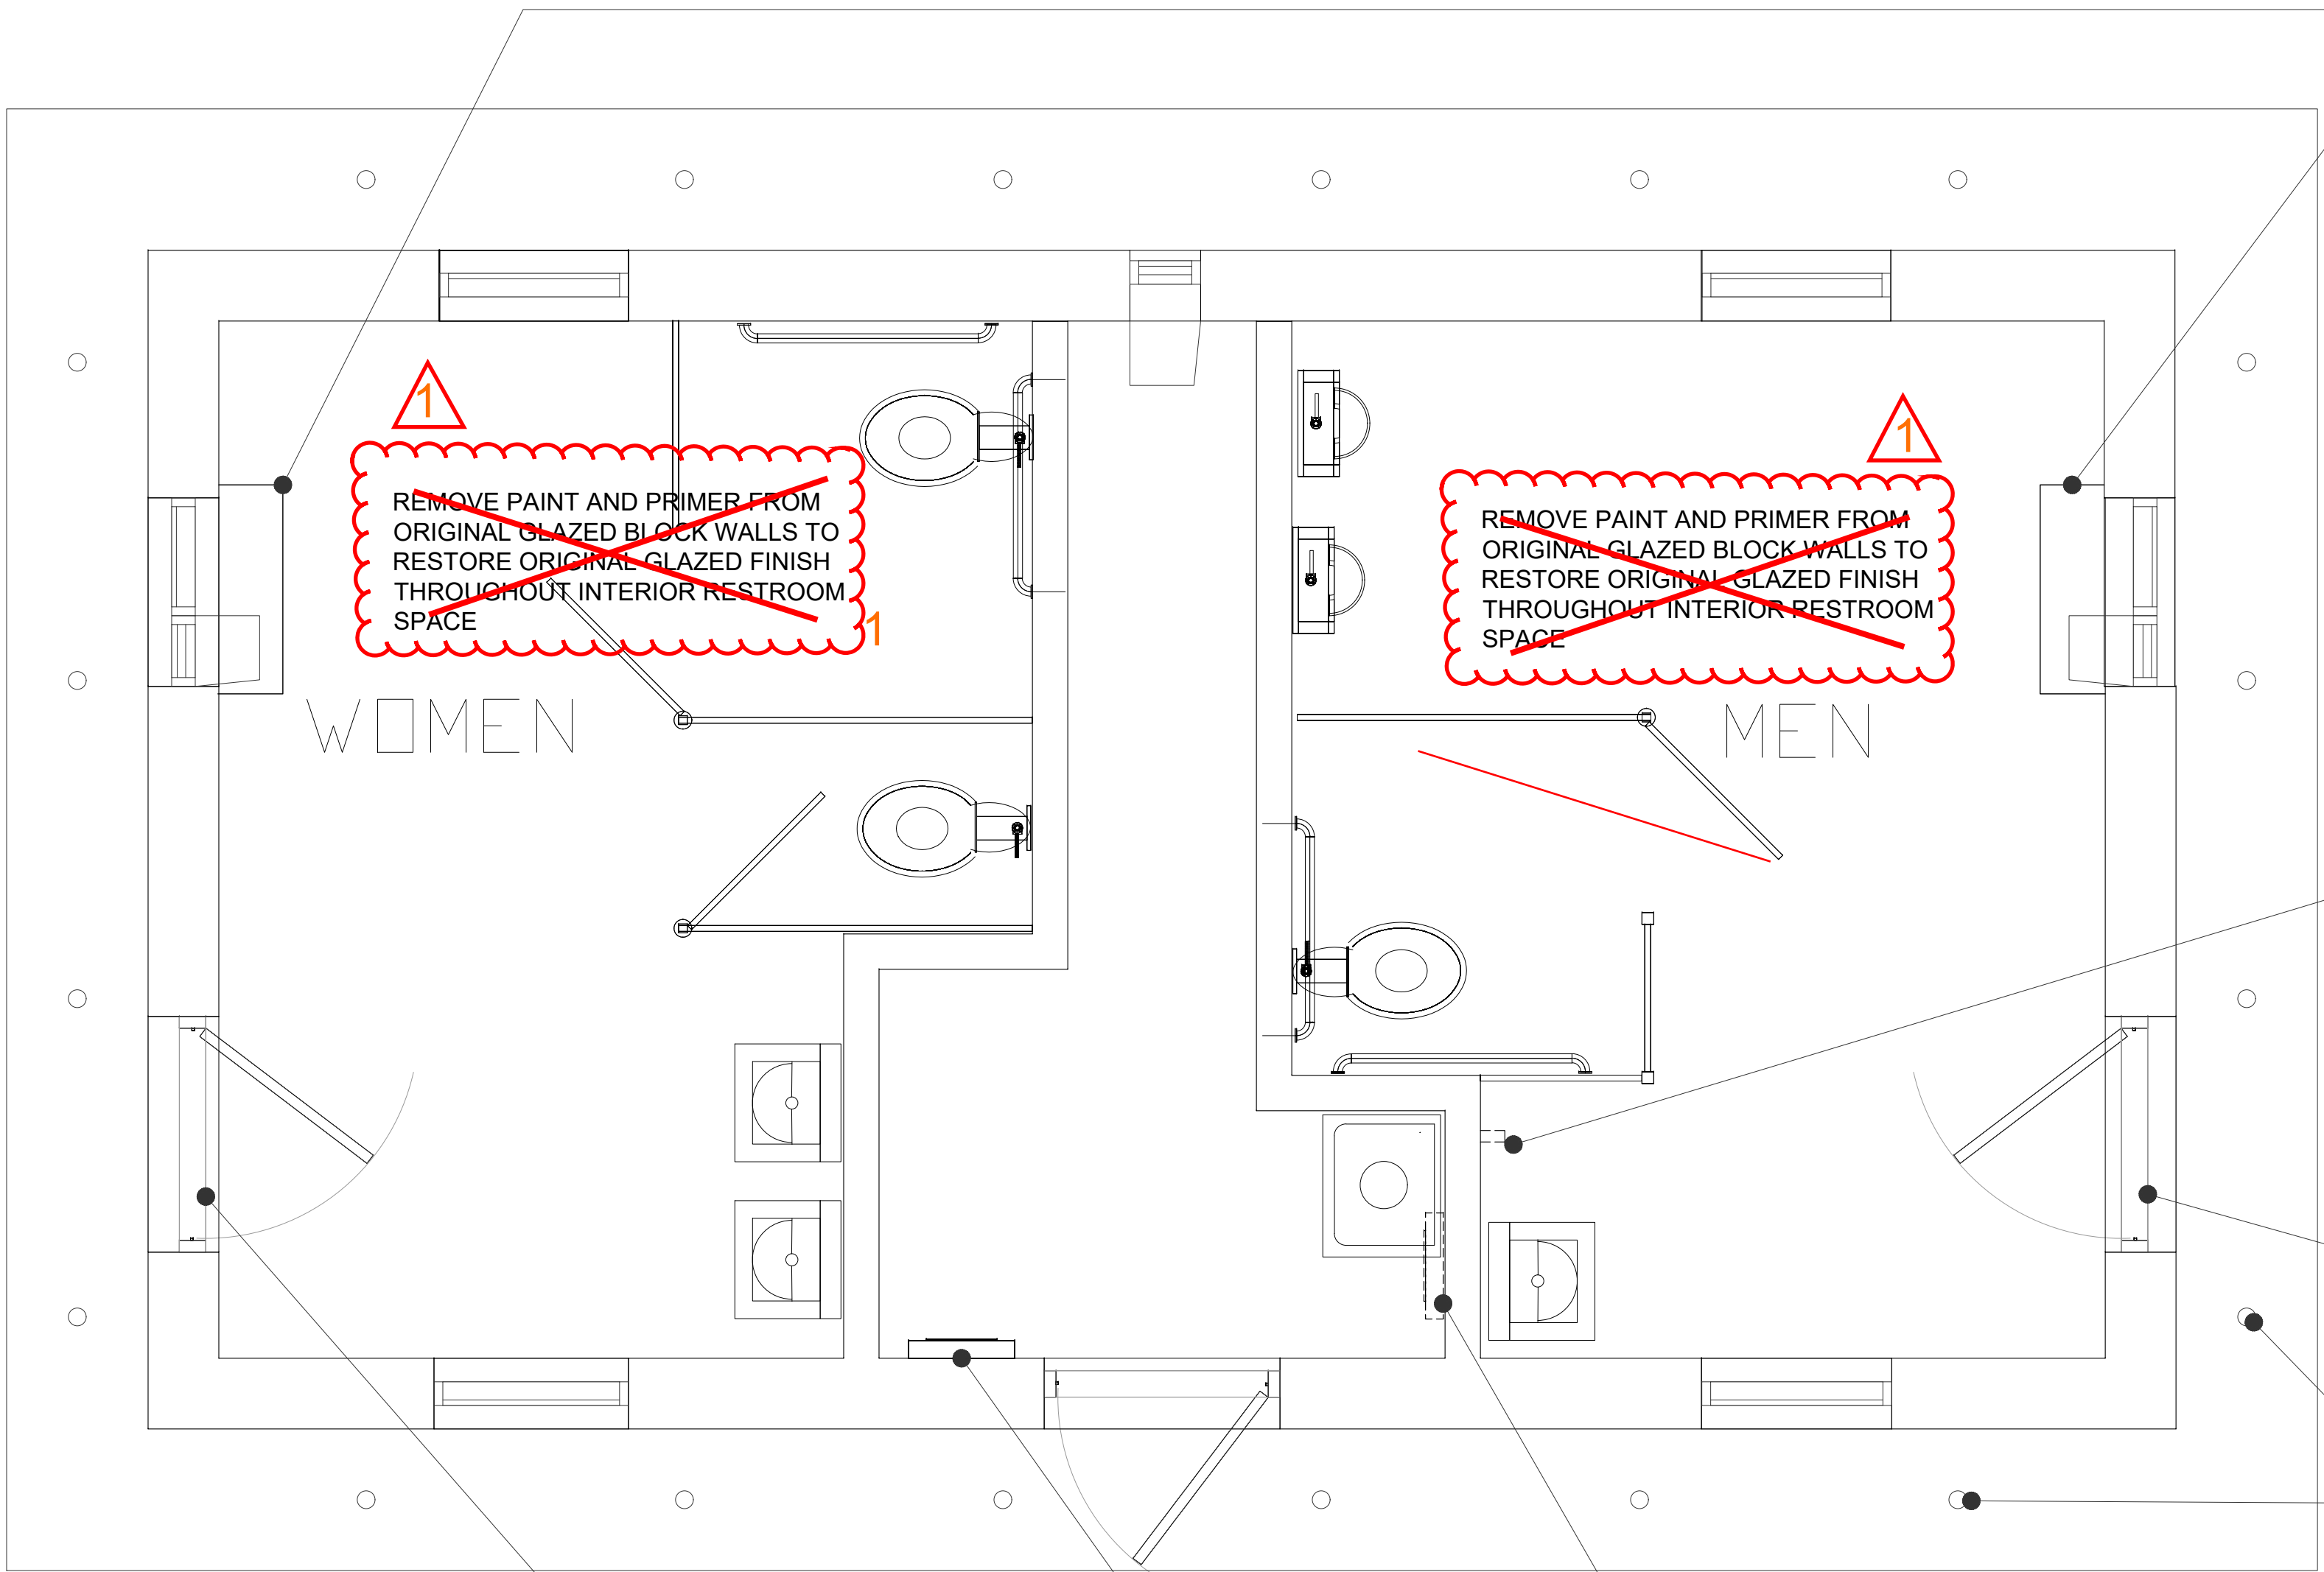 1
REMOVE PAINT AND PRIMER FROM
ORIGINAL GLAZED BLOCK WALLS TO
RESTORE ORIGINAL GLAZED FINISH
THROUGHOUT INTERIOR RESTROOM
SPACE
1
WOMEN
1
REMOVE PAINT AND PRIMER FROM
ORIGINAL GLAZED BLOCK WALLS TO
RESTORE ORIGINAL GLAZED FINISH
THROUGHOUT INTERIOR RESTROOM
SPACE
MEN